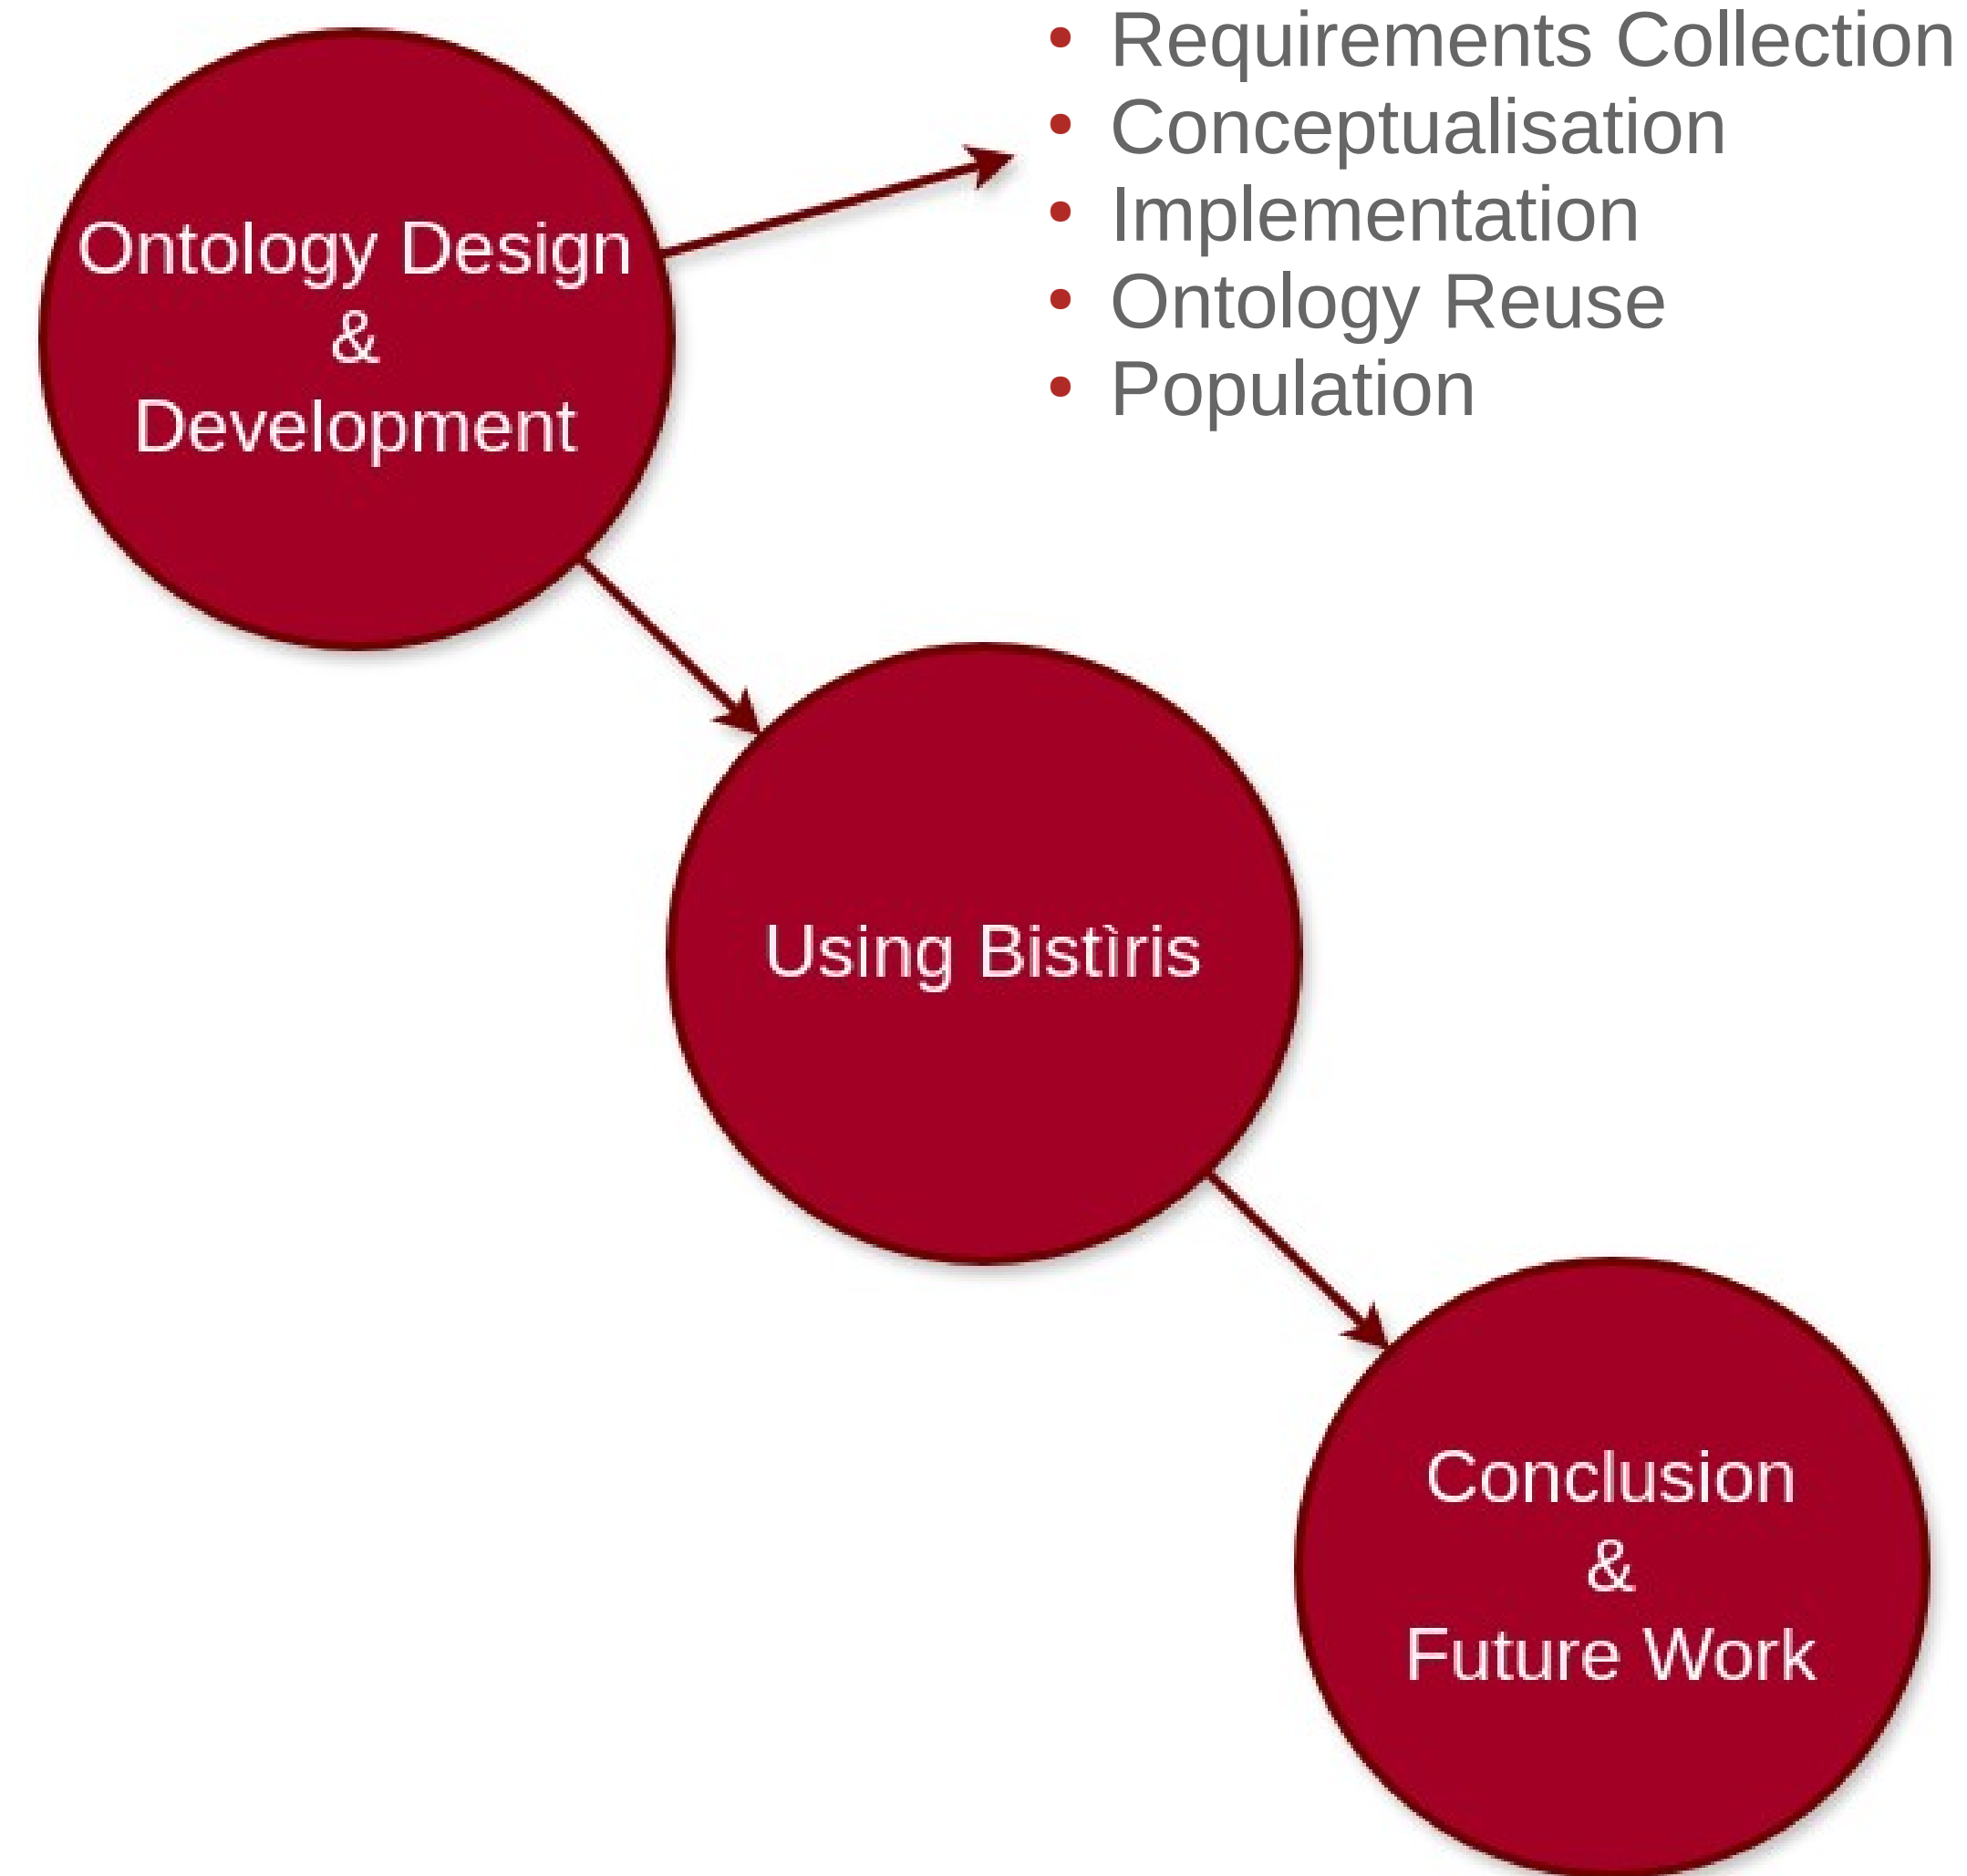 Requirements Collection
Conceptualisation
Implementation
Ontology Reuse
Population
Ontology Design
&
Development
Using Bistìris
Conclusion
&
Future Work